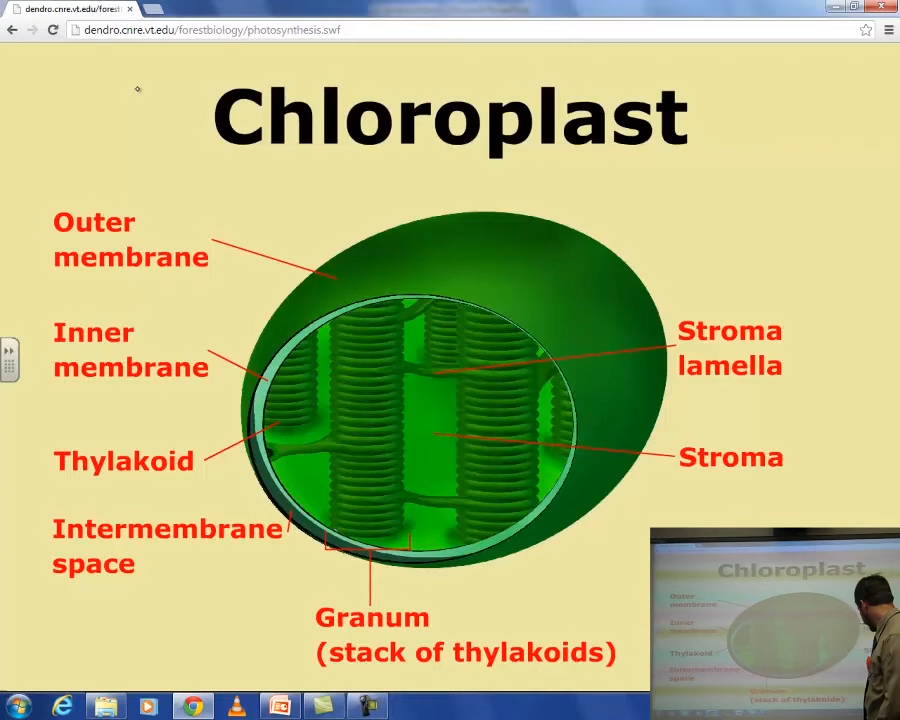 dendro.cnre.vt.edu/forest
dendro.cnre.vt.edu/forestbiology/photosynthesis.swf
Chloroplast
Outer
membrane
Inner
membrane
Thylakoid
Intermembrane
space
Granum
(stack of thylakoids)
Stroma
lamella
Stroma
Chloroplast
Outer
membrane
Inner
membrane
Thylakoid
Intermembrane
space
Granum
(stack of thylakoids)